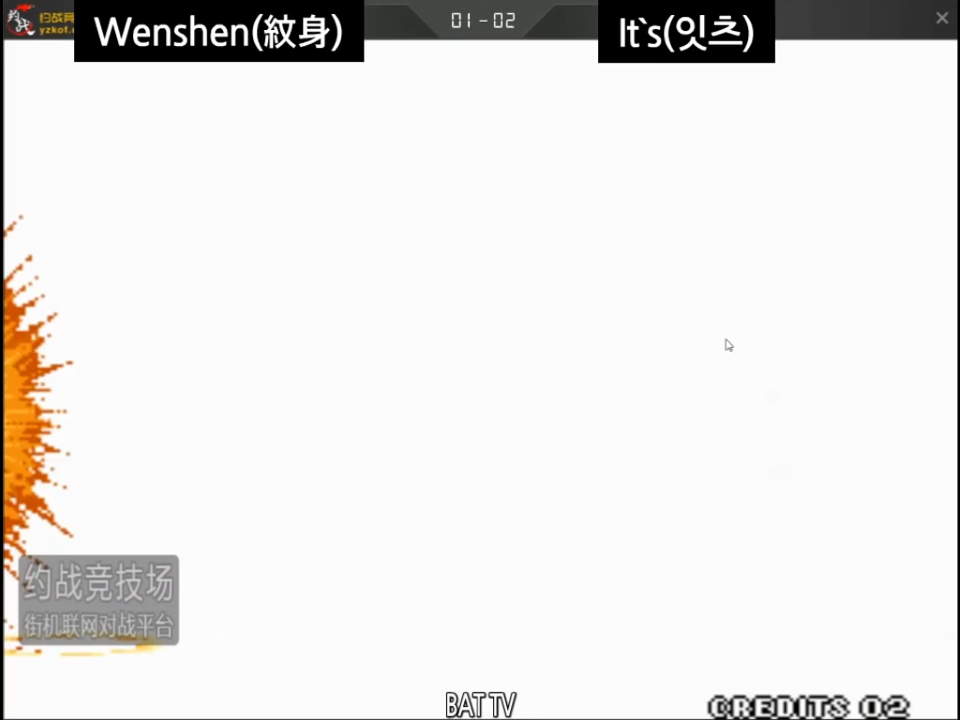 约战竞
yzkof.
Wenshen(紋身)
01-02
It`s(잇츠)
约战竞技场
街机联网对战平台
BAT TV
CREDITS 02